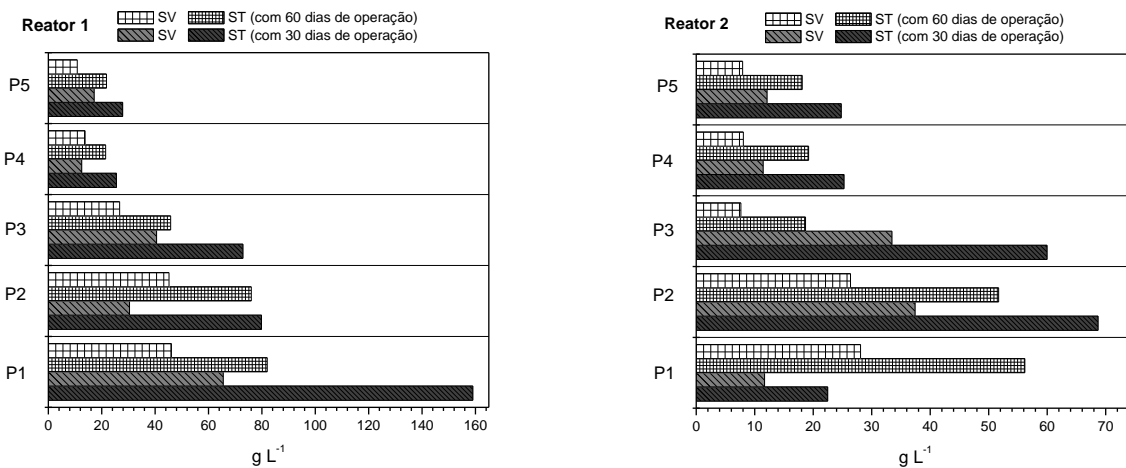 Reator 1
SV ST (com 60 dias de operação)
SV ST (com 30 dias de operação)
P5
P4
P3
P2
P1
0 20 40 60 80 100 120 140 160
g L-1
Reator 2
SV ST (com 60 dias de operação)
SV ST (com 30 dias de operação)
P5
P4
P3
P2
P1
0 10 20 30 40 50 60 70
g L-1